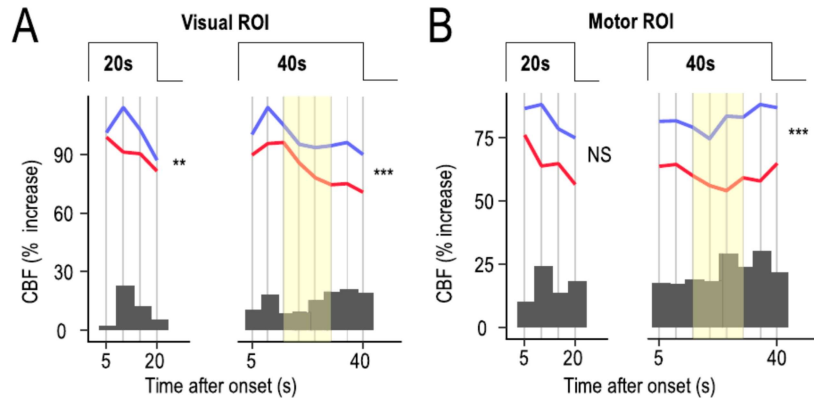 A
Visual ROI
20s
40s
CBF (% increase)
90
60
30
0
**
***
5
20
5
40
Time after onset (s)
B
Motor ROI
20s
40s
CBF (% increase)
75
50
25
0
NS
***
5
20
5
40
Time after onset (s)